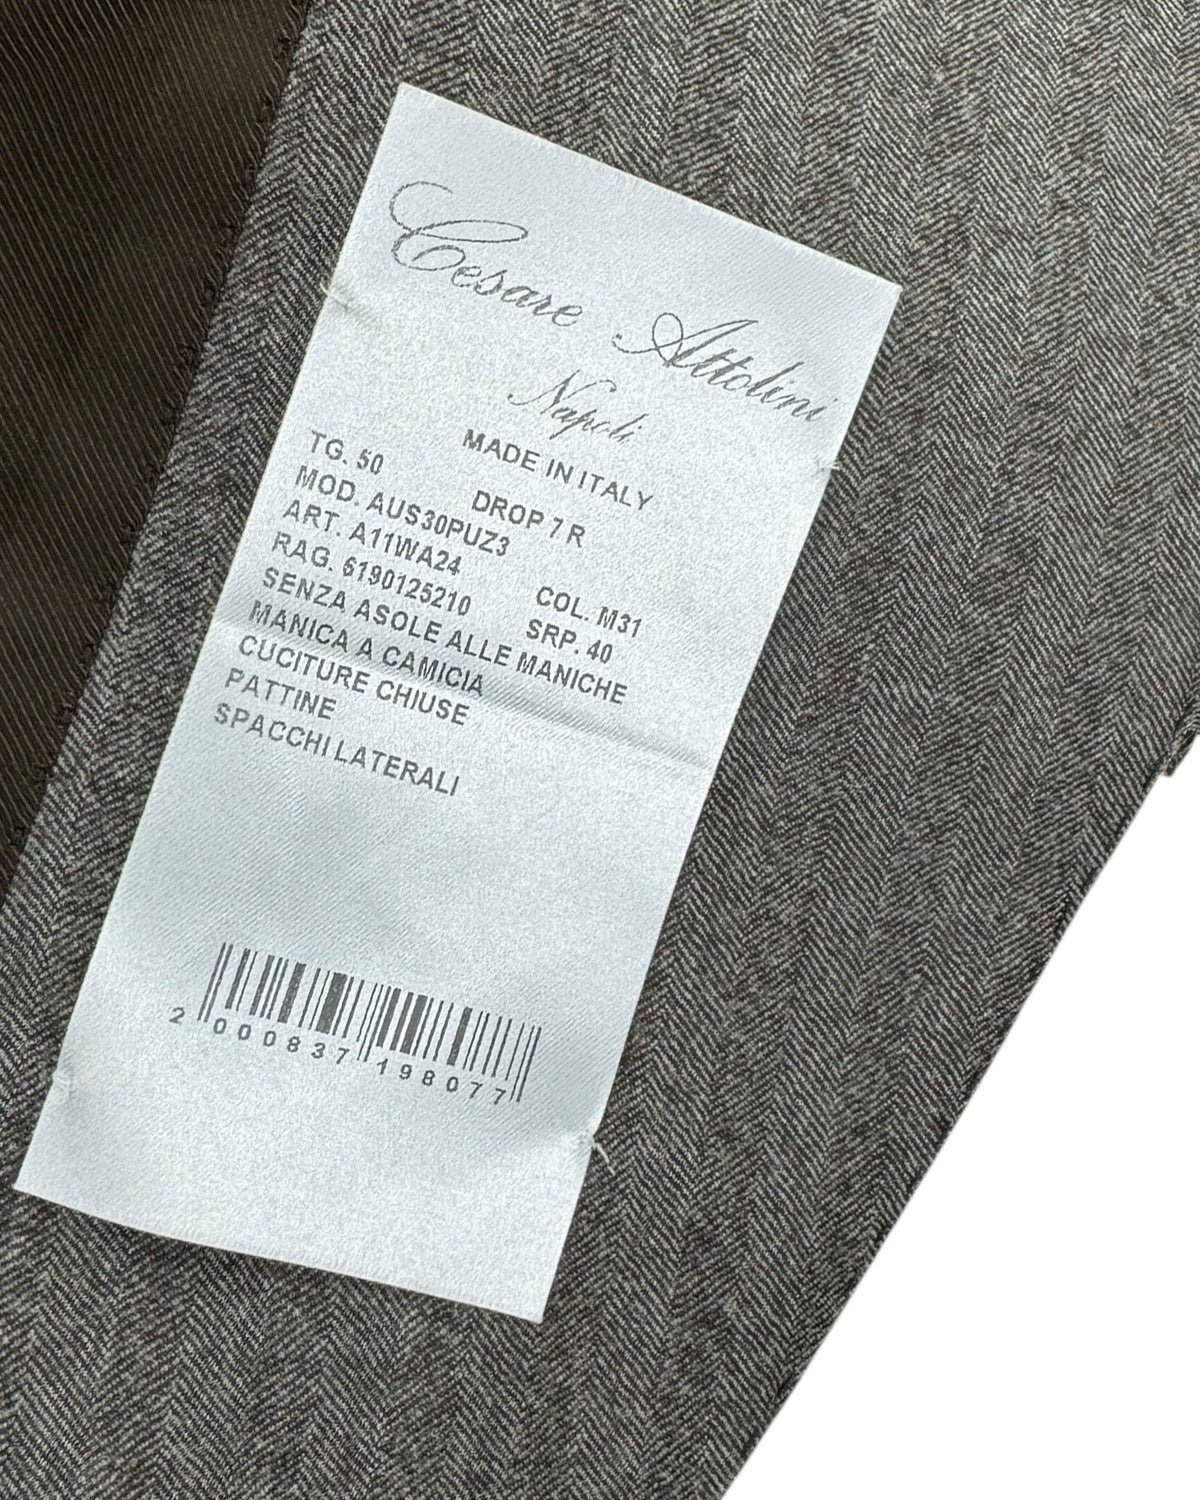 Cesare Attolini
Napoli
MADE IN ITALY
TG. 50 DROP 7 R
MOD. AUS30PUZ3
ART. A11WA24 COL. M31
RAG. 6190125210 SRP. 40
SENZA ASOLE ALLE MANICHE
MANICA A CAMICIA
CUCITURE CHIUSE
PATTINE
SPACCHI LATERALI
2 000837 198077